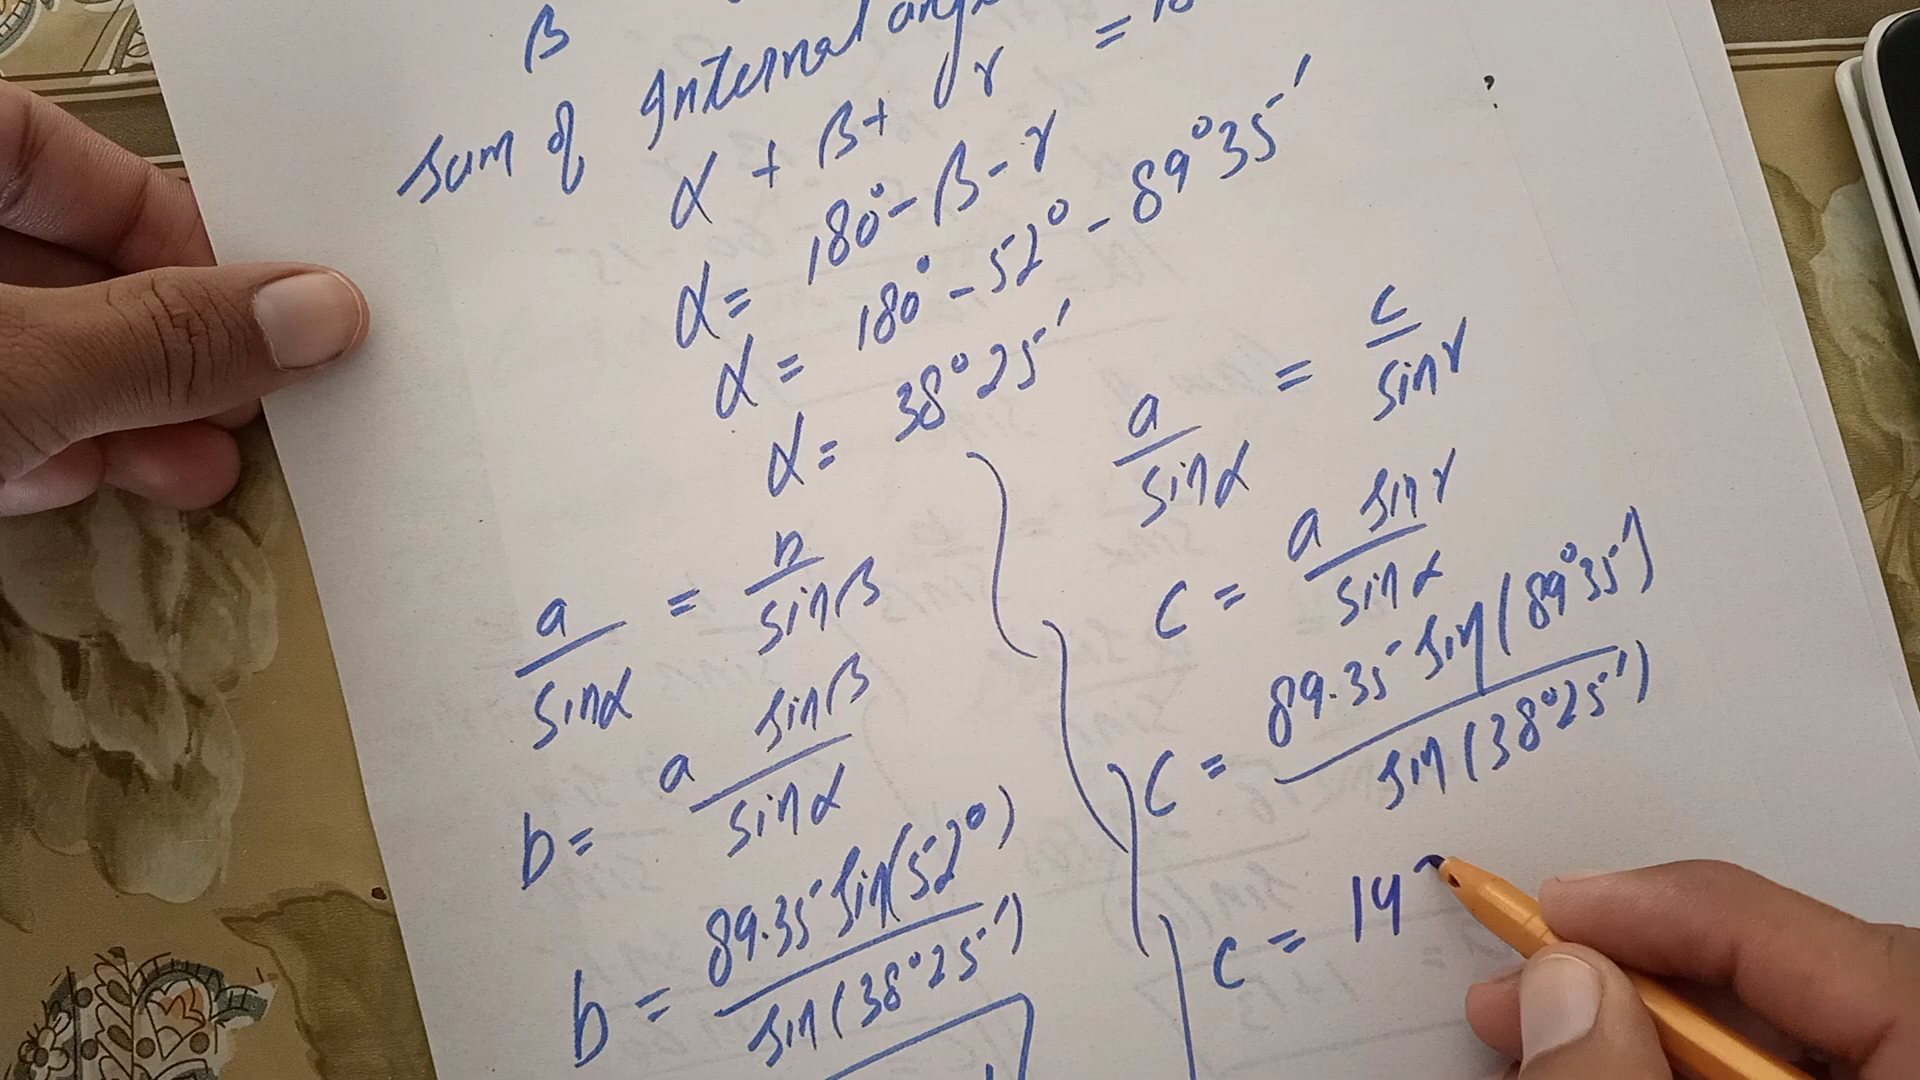 β
Sum of Internal
α + β + γ =
α = 180° - β - γ
α = 180° - 52° - 89°35'
α = 38°25'
a/sinα = b/sinβ
b = a sinβ/sinα
b = 89.35 sin(52°)/sin(38°25')
a/sinα = c/sinγ
c = a sinγ/sinα
c = 89.35 sin(89°35')/sin(38°25')
c = 14